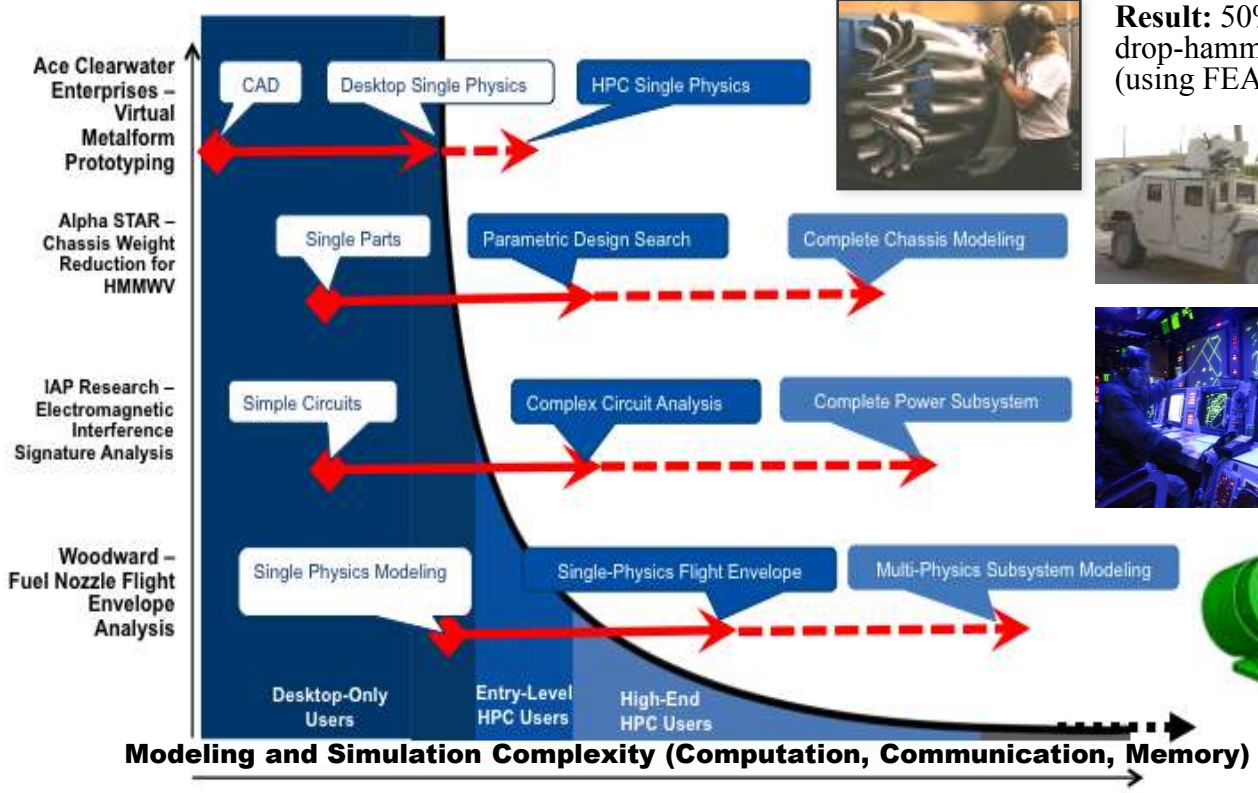 Result: 50%
drop-hamm
(using FEA
Ace Clearwater
Enterprises –
Virtual
Metalform
Prototyping
CAD
Desktop Single Physics
HPC Single Physics
Alpha STAR –
Chassis Weight
Reduction for
HMMWV
Single Parts
Parametric Design Search
Complete Chassis Modeling
IAP Research –
Electromagnetic
Interference
Signature Analysis
Simple Circuits
Complex Circuit Analysis
Complete Power Subsystem
Woodward –
Fuel Nozzle Flight
Envelope
Analysis
Single Physics Modeling
Single-Physics Flight Envelope
Multi-Physics Subsystem Modeling
Desktop-Only
Users
Entry-Level
HPC Users
High-End
HPC Users
Modeling and Simulation Complexity (Computation, Communication, Memory)